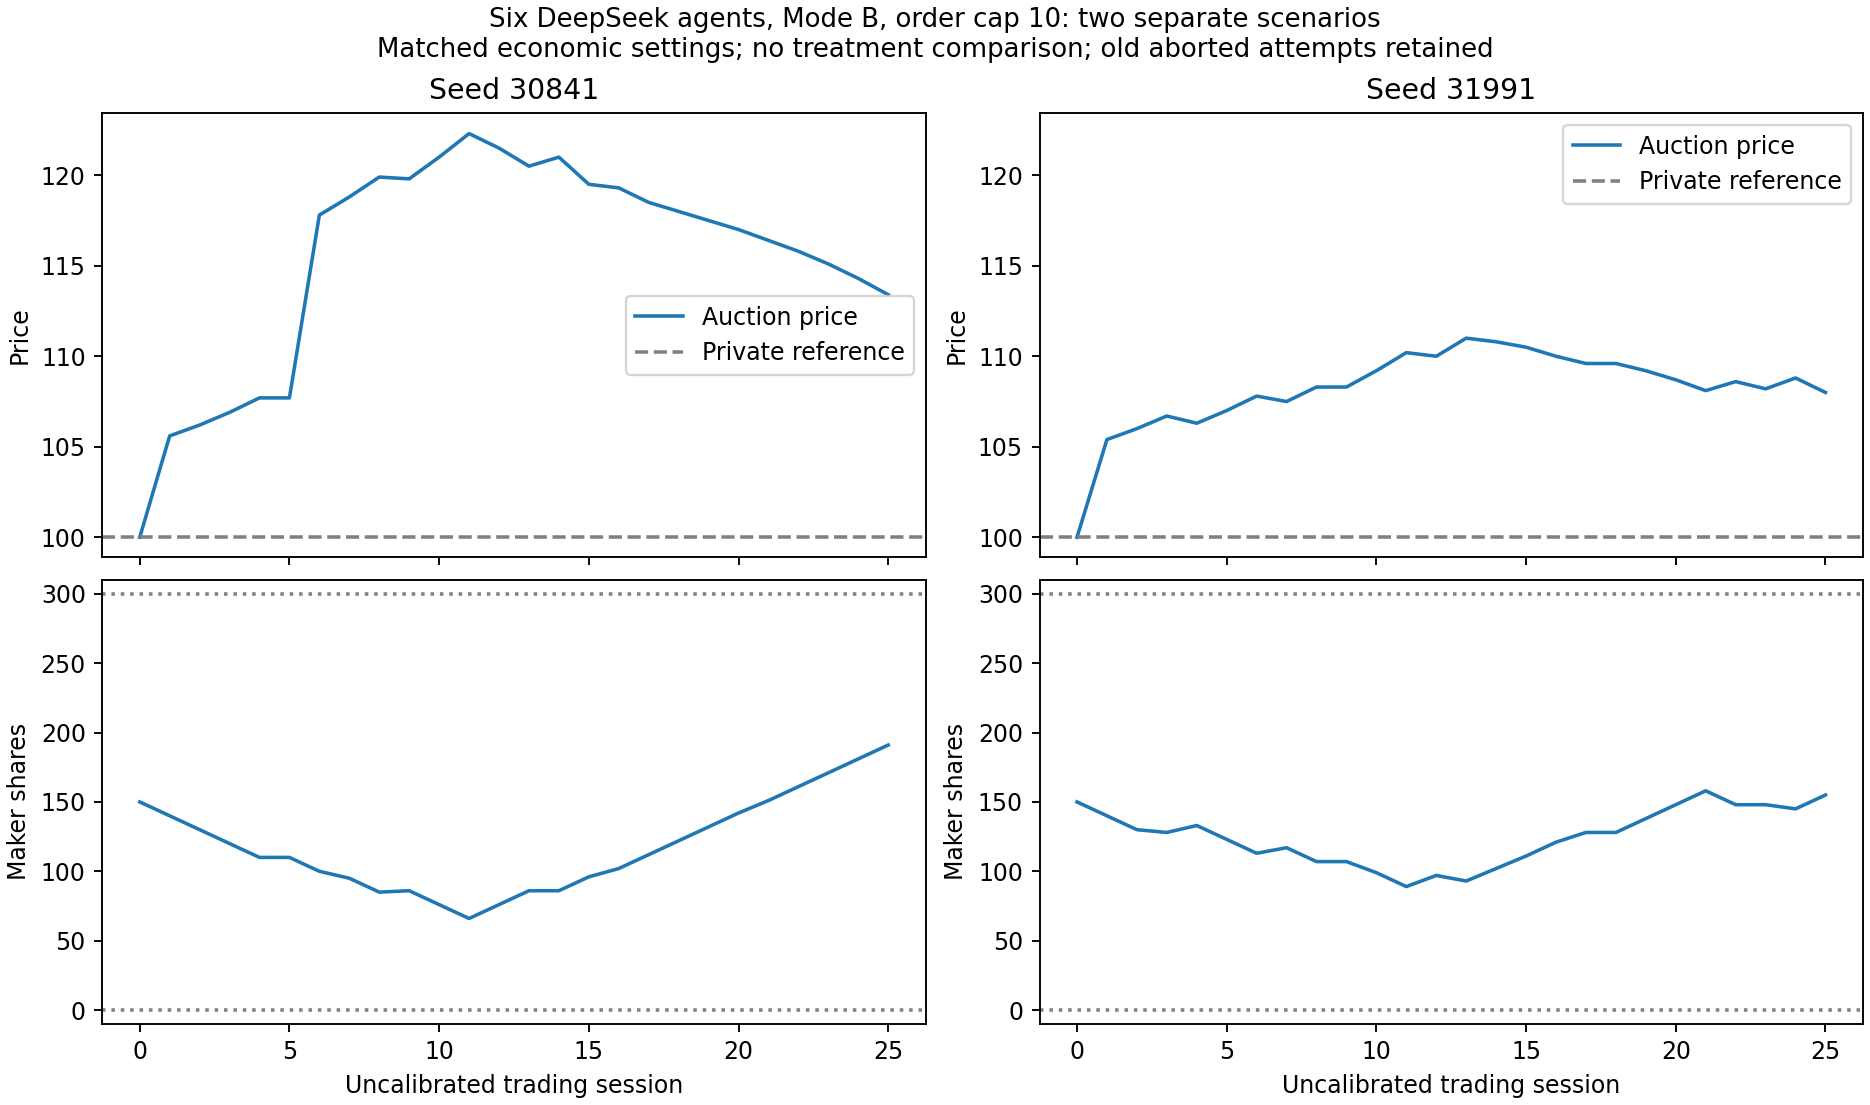 Six DeepSeek agents, Mode B, order cap 10: two separate scenarios
Matched economic settings; no treatment comparison; old aborted attempts retained
Seed 30841
Seed 31991
Price
120
115
110
105
100
Auction price
Private reference
Price
120
115
110
105
100
Auction price
Private reference
Maker shares
300
250
200
150
100
50
0
0 5 10 15 20 25
Uncalibrated trading session
Maker shares
300
250
200
150
100
50
0
0 5 10 15 20 25
Uncalibrated trading session